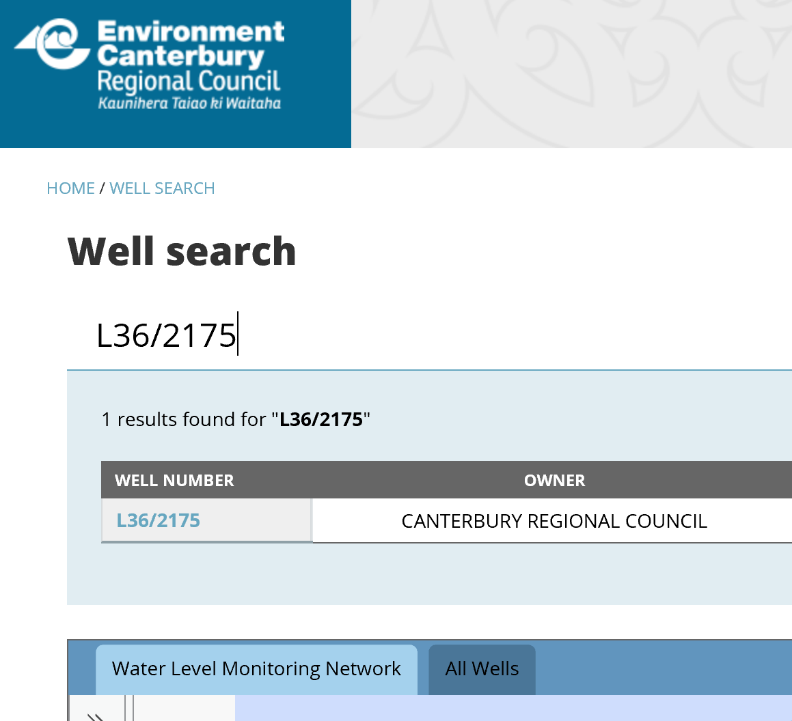 Environment
Canterbury
Regional Council
Kaunihera Taiao ki Waitaha
HOME / WELL SEARCH
Well search
L36/2175
1 results found for "L36/2175"
WELL NUMBER OWNER
L36/2175 CANTERBURY REGIONAL COUNCIL
Water Level Monitoring Network All Wells